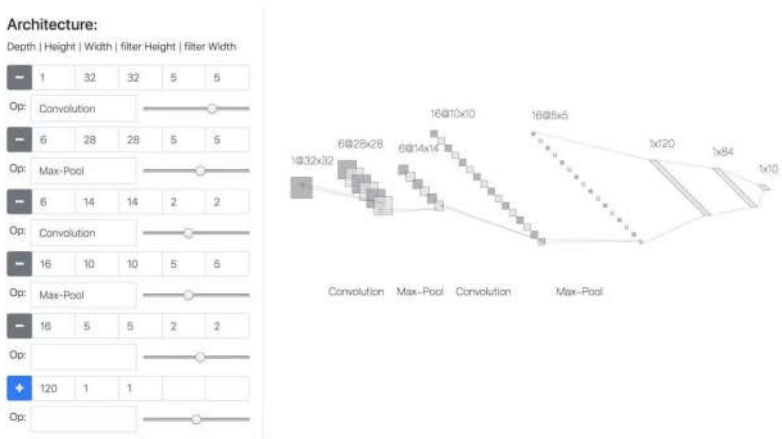 Architecture:
Depth | Height | Width | filter Height | filter Width
− 1 32 32 5 5
Op: Convolution
− 6 28 28 5 5
Op: Max-Pool
− 6 14 14 2 2
Op: Convolution
− 16 10 10 5 5
Op: Max-Pool
− 16 5 5 2 2
Op:
+ 120 1 1
Op:
1@32x32
6@28x28
6@14x14
16@10x10
16@5x5
1x120
1x84
1x10
Convolution Max-Pool Convolution Max-Pool